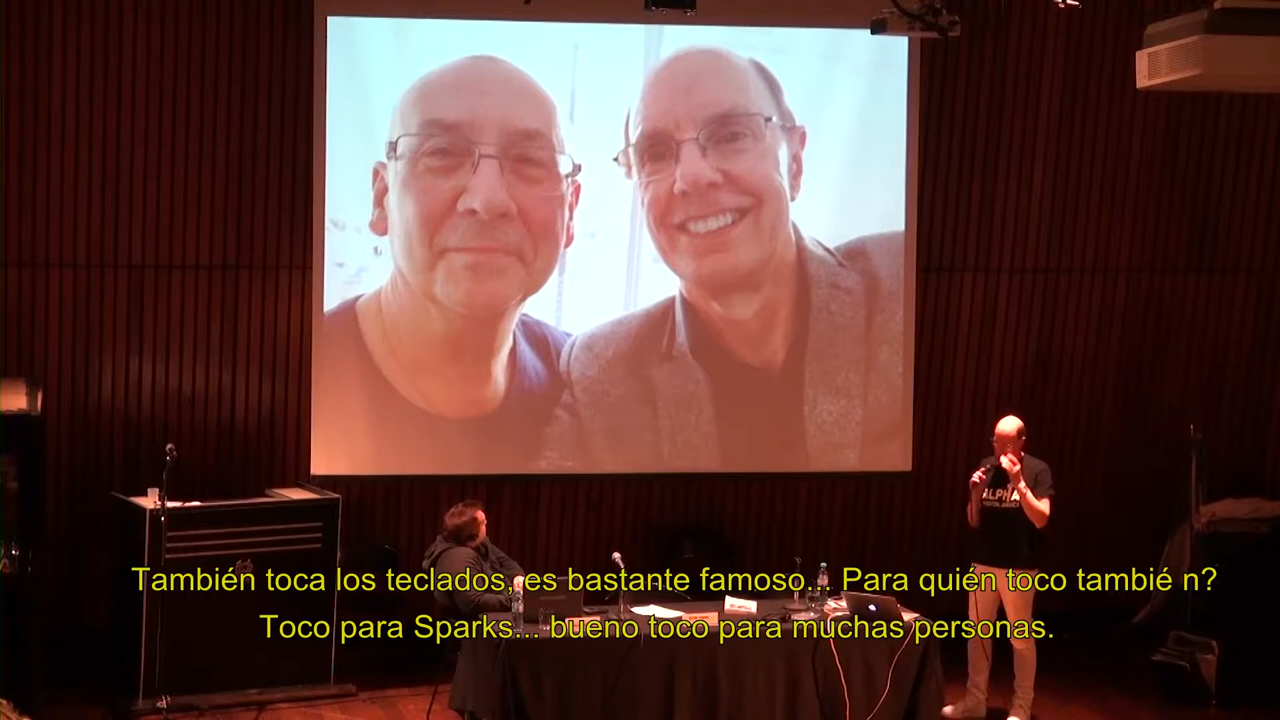 ALPHA
También toca los teclados, es bastante famoso... Para quién toco tambié n?
Toco para Sparks... bueno toco para muchas personas.